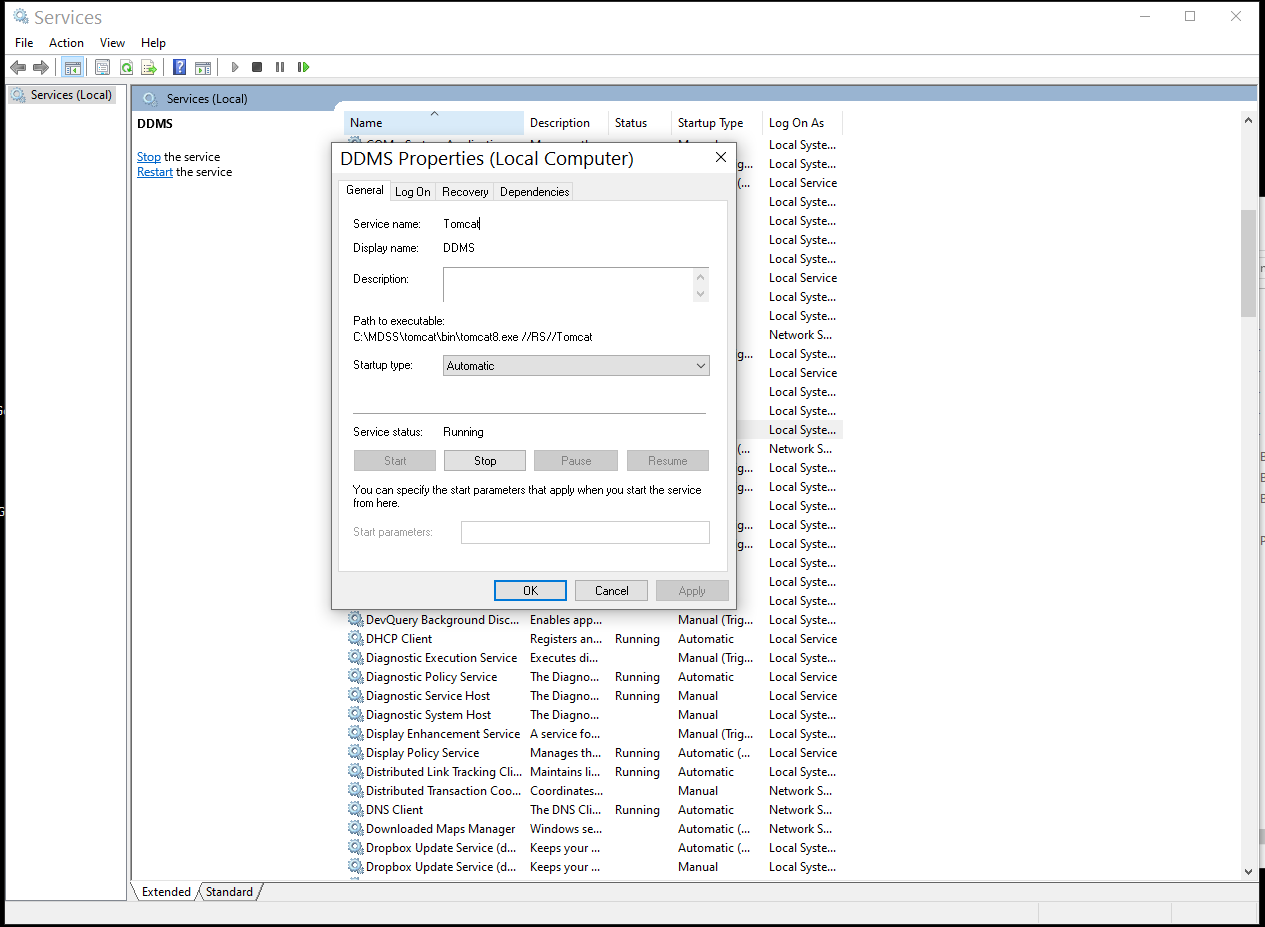 Services
File Action View Help
Services (Local)
Services (Local)
DDMS
Stop the service
Restart the service
Name Description Status Startup Type Log On As
Local Syste...
g... Local Syste...
(... Local Service
Local Syste...
Local Syste...
Local Syste...
Local Syste...
Local Service
Local Syste...
Local Syste...
Network S...
g... Local Syste...
Local Service
Local Syste...
Local Syste...
Local Syste...
(... Network S...
g... Local Syste...
g... Local Syste...
Local Syste...
g... Local Syste...
g... Local Syste...
Local Syste...
Local Syste...
Local Syste...
DDMS Properties (Local Computer)
General Log On Recovery Dependencies
Service name: Tomcat
Display name: DDMS
Description:
Path to executable:
C:\MDSS\tomcat\bin\tomcat8.exe //RS//Tomcat
Startup type: Automatic
Service status: Running
Start Stop Pause Resume
You can specify the start parameters that apply when you start the service
from here.
Start parameters:
OK Cancel Apply
DevQuery Background Disc... Enables app... Manual (Trig... Local Syste...
DHCP Client Registers an... Running Automatic Local Service
Diagnostic Execution Service Executes di... Manual (Trig... Local Syste...
Diagnostic Policy Service The Diagno... Running Automatic Local Service
Diagnostic Service Host The Diagno... Running Manual Local Service
Diagnostic System Host The Diagno... Manual Local Syste...
Display Enhancement Service A service fo... Manual (Trig... Local Syste...
Display Policy Service Manages th... Running Automatic (... Local Service
Distributed Link Tracking Cli... Maintains li... Running Automatic Local Syste...
Distributed Transaction Coo... Coordinates... Manual Network S...
DNS Client The DNS Cli... Running Automatic Network S...
Downloaded Maps Manager Windows se... Automatic (... Network S...
Dropbox Update Service (d... Keeps your ... Automatic (... Local Syste...
Dropbox Update Service (d... Keeps your ... Manual Local Syste...
Extended Standard